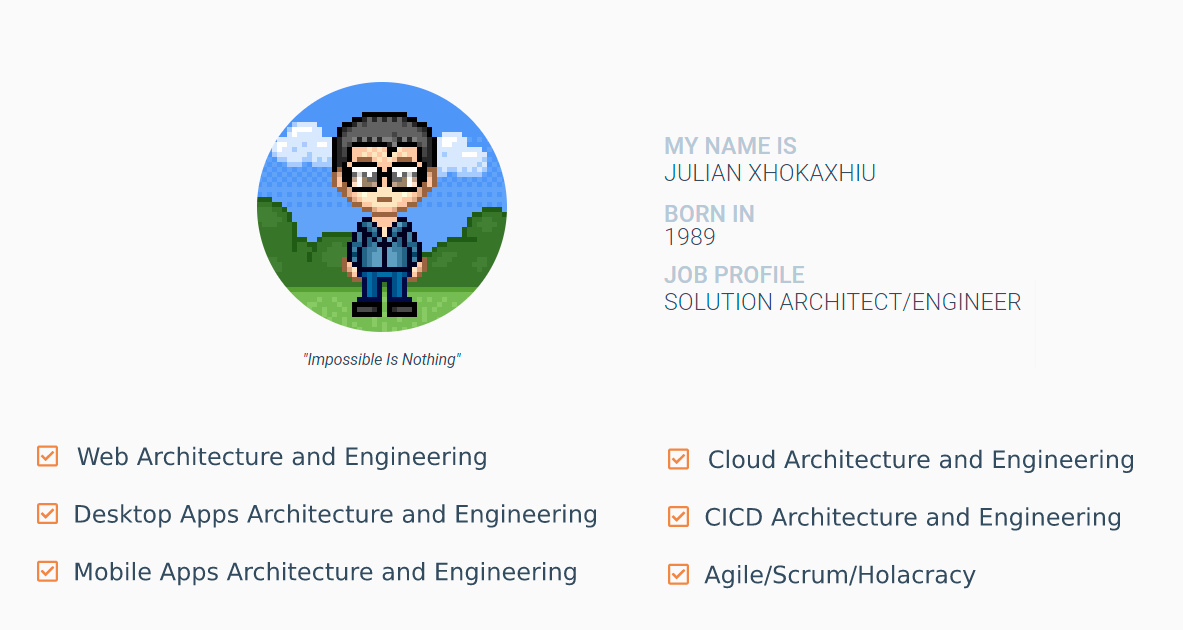 MY NAME IS
JULIAN XHOKAXHIU
BORN IN
1989
JOB PROFILE
SOLUTION ARCHITECT/ENGINEER
"Impossible Is Nothing"
Web Architecture and Engineering
Desktop Apps Architecture and Engineering
Mobile Apps Architecture and Engineering
Cloud Architecture and Engineering
CICD Architecture and Engineering
Agile/Scrum/Holacracy